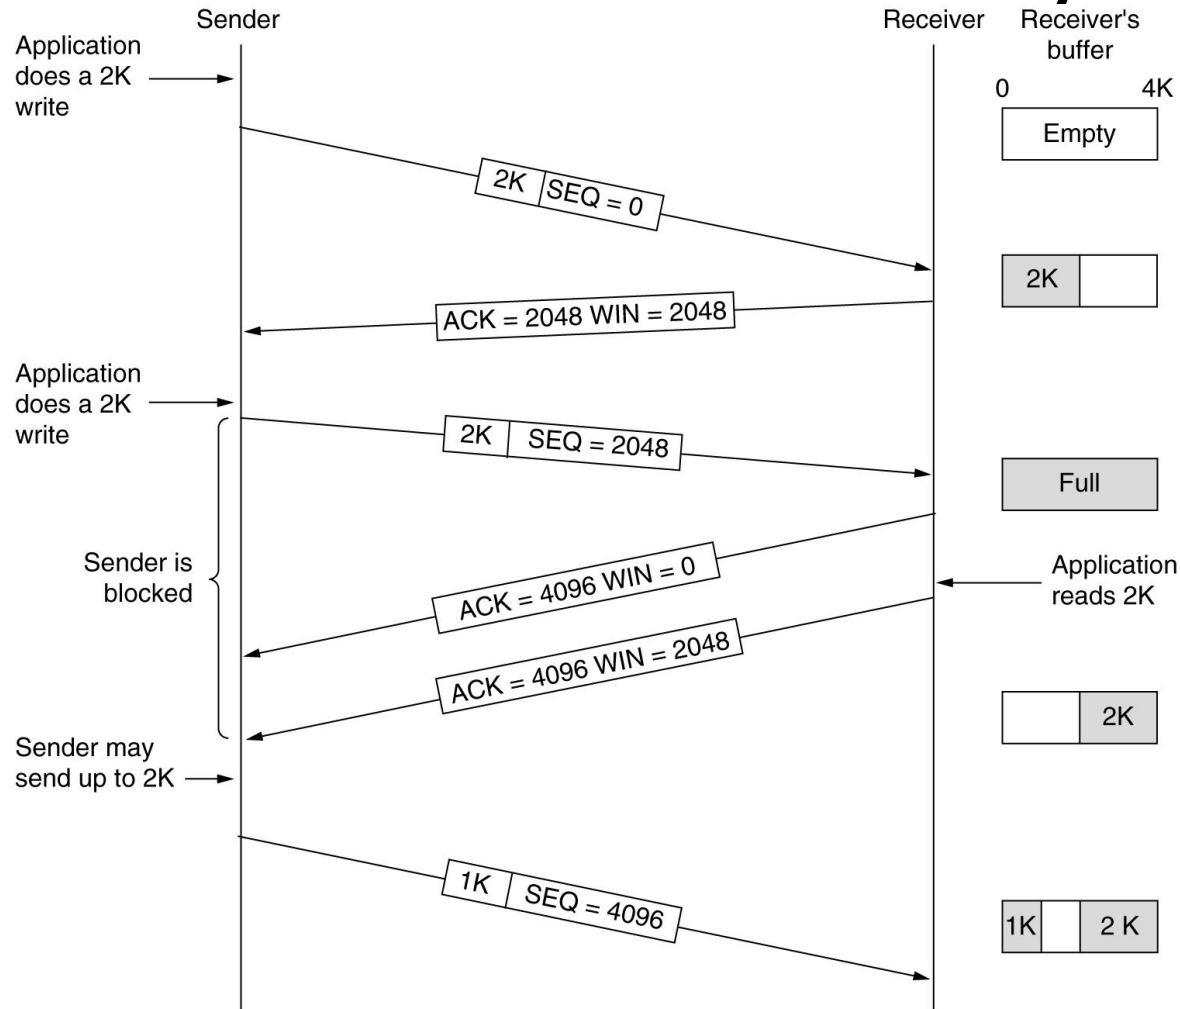 Sender
Receiver
Receiver's
buffer
Application
does a 2K
write
0
4K
Empty
2K
SEQ = 0
2K
ACK = 2048 WIN = 2048
Application
does a 2K
write
2K
SEQ = 2048
Full
Sender is
blocked
ACK = 4096 WIN = 0
Application
reads 2K
ACK = 4096 WIN = 2048
2K
Sender may
send up to 2K
1K
SEQ = 4096
1K
2 K